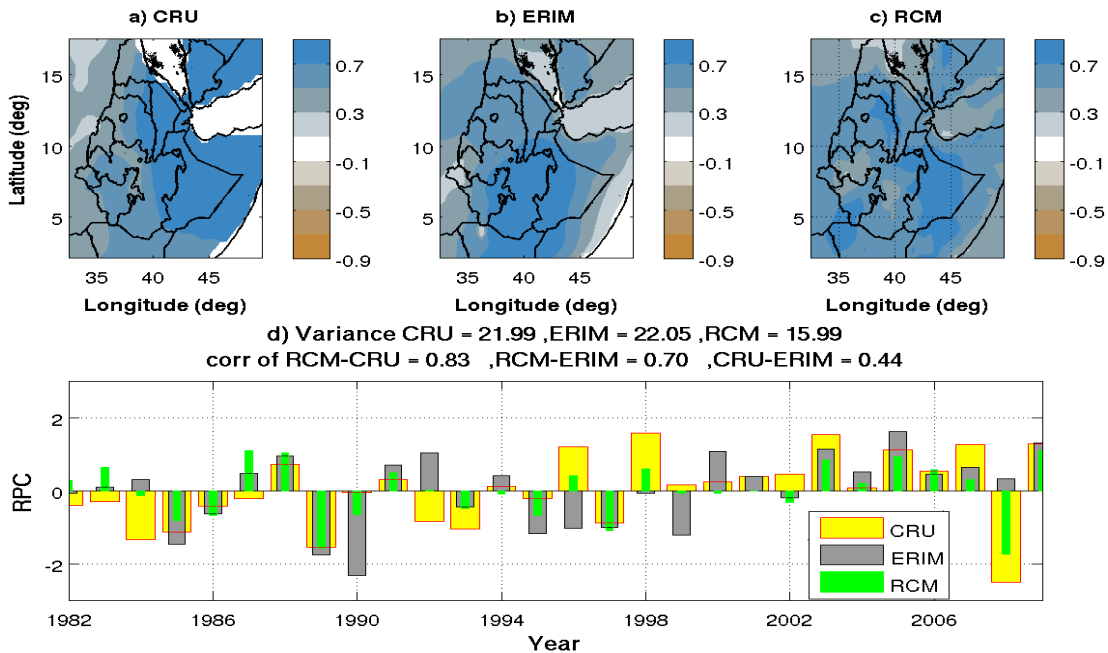 a) CRU
b) ERIM
c) RCM
Latitude (deg)
15
10
5
35 40 45
Longitude (deg)
0.7
0.3
-0.1
-0.5
-0.9
15
10
5
35 40 45
Longitude (deg)
0.7
0.3
-0.1
-0.5
-0.9
15
10
5
35 40 45
Longitude (deg)
0.7
0.3
-0.1
-0.5
-0.9
d) Variance CRU = 21.99 ,ERIM = 22.05 ,RCM = 15.99
corr of RCM-CRU = 0.83 ,RCM-ERIM = 0.70 ,CRU-ERIM = 0.44
RPC
2
0
-2
CRU
ERIM
RCM
1982 1986 1990 1994 1998 2002 2006
Year